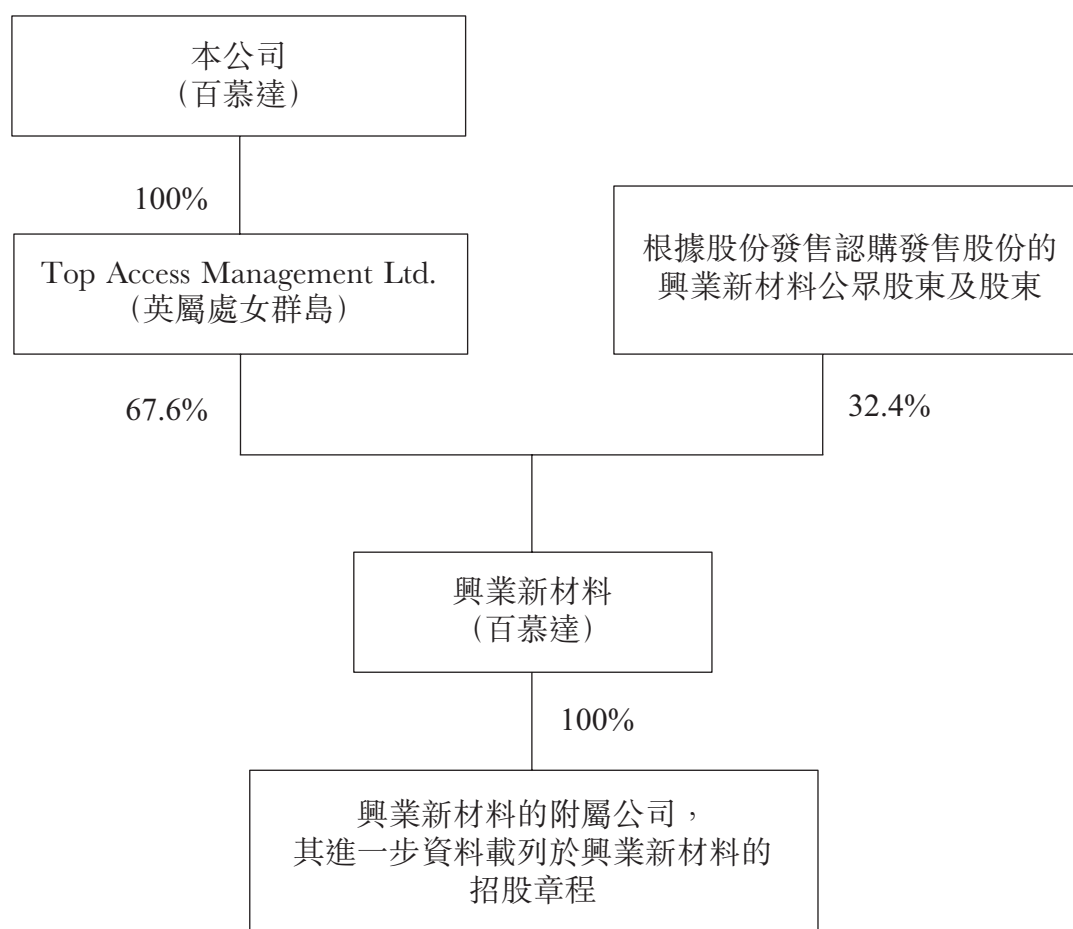 本公司
（百慕達）
100%
Top Access Management Ltd.
（英屬處女群島）
根據股份發售認購發售股份的
興業新材料公眾股東及股東
67.6%
32.4%
興業新材料
（百慕達）
100%
興業新材料的附屬公司，
其進一步資料載列於興業新材料的
招股章程